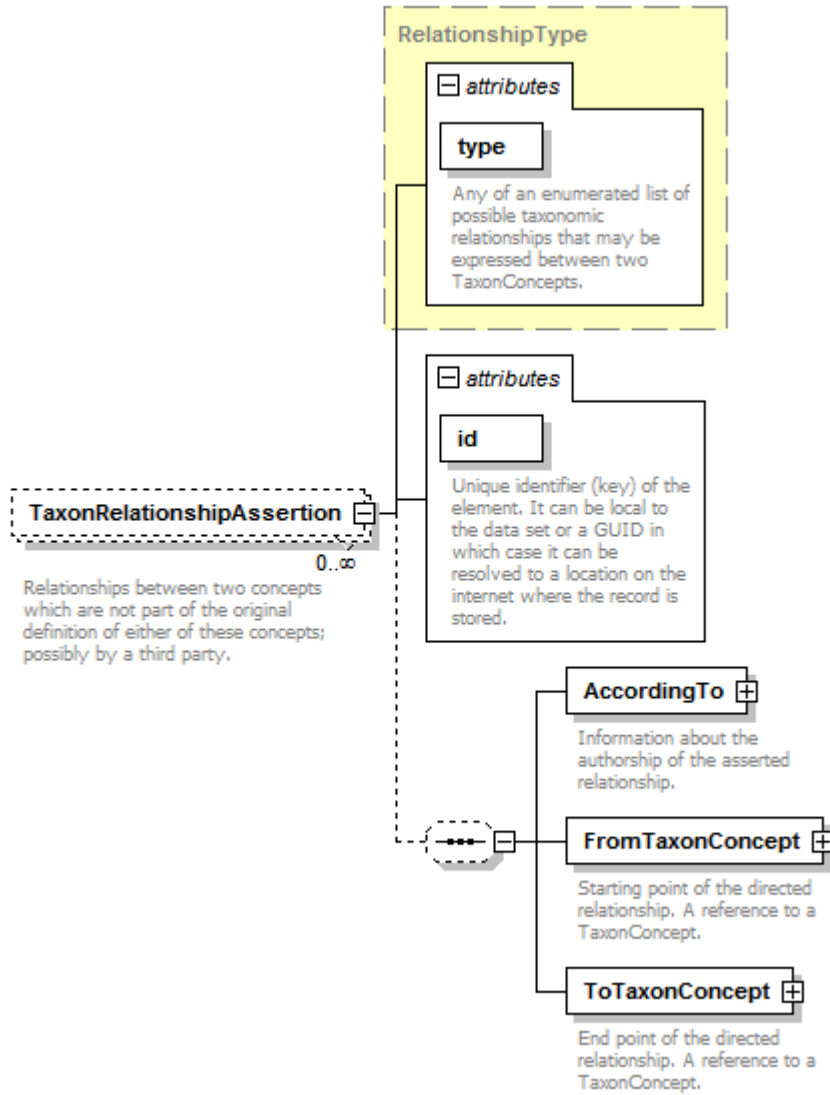 RelationshipType
attributes
type
Any of an enumerated list of
possible taxonomic
relationships that may be
expressed between two
TaxonConcepts.
attributes
id
Unique identifier (key) of the
element. It can be local to
the data set or a GUID in
which case it can be
resolved to a location on the
internet where the record is
stored.
TaxonRelationshipAssertion
0..∞
Relationships between two concepts
which are not part of the original
definition of either of these concepts;
possibly by a third party.
AccordingTo
Information about the
authorship of the asserted
relationship.
FromTaxonConcept
Starting point of the directed
relationship. A reference to a
TaxonConcept.
ToTaxonConcept
End point of the directed
relationship. A reference to a
TaxonConcept.